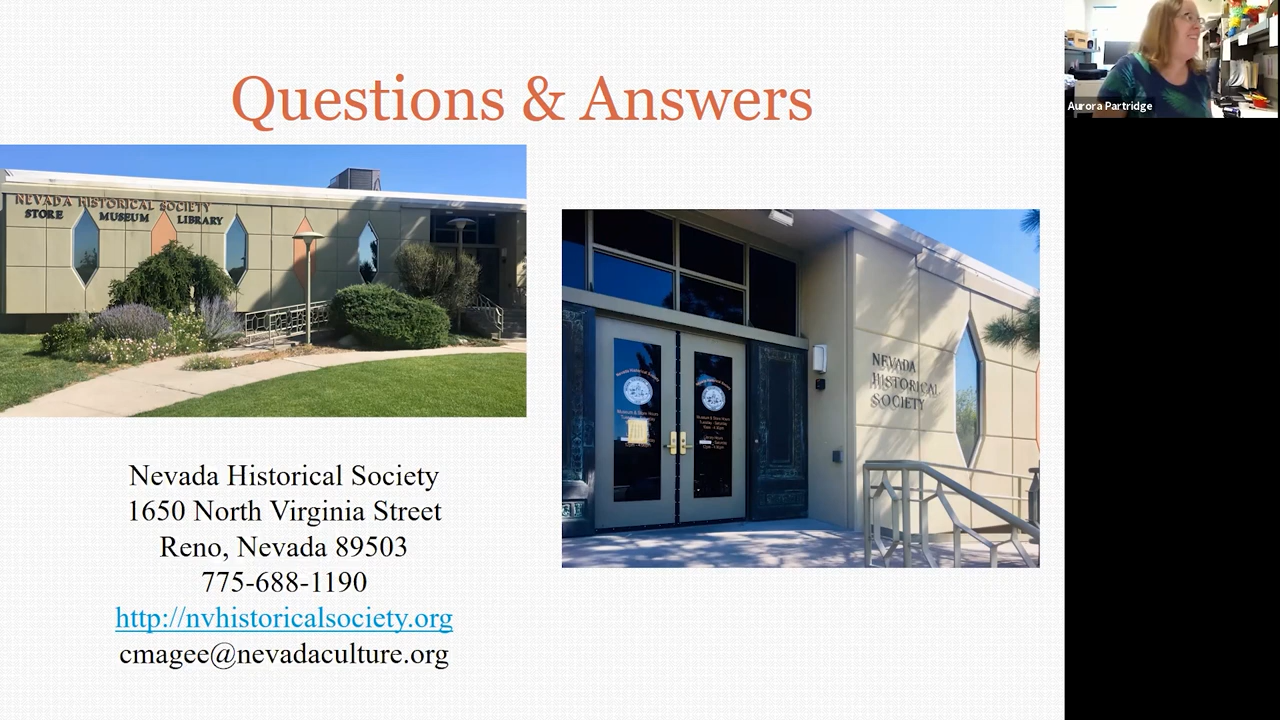 Questions & Answers
Aurora Partridge
NEVADA HISTORICAL SOCIETY
STORE MUSEUM LIBRARY
NEVADA
HISTORICAL
SOCIETY
Nevada Historical Society
1650 North Virginia Street
Reno, Nevada 89503
775-688-1190
http://nvhistoricalsociety.org
cmagee@nevadaculture.org